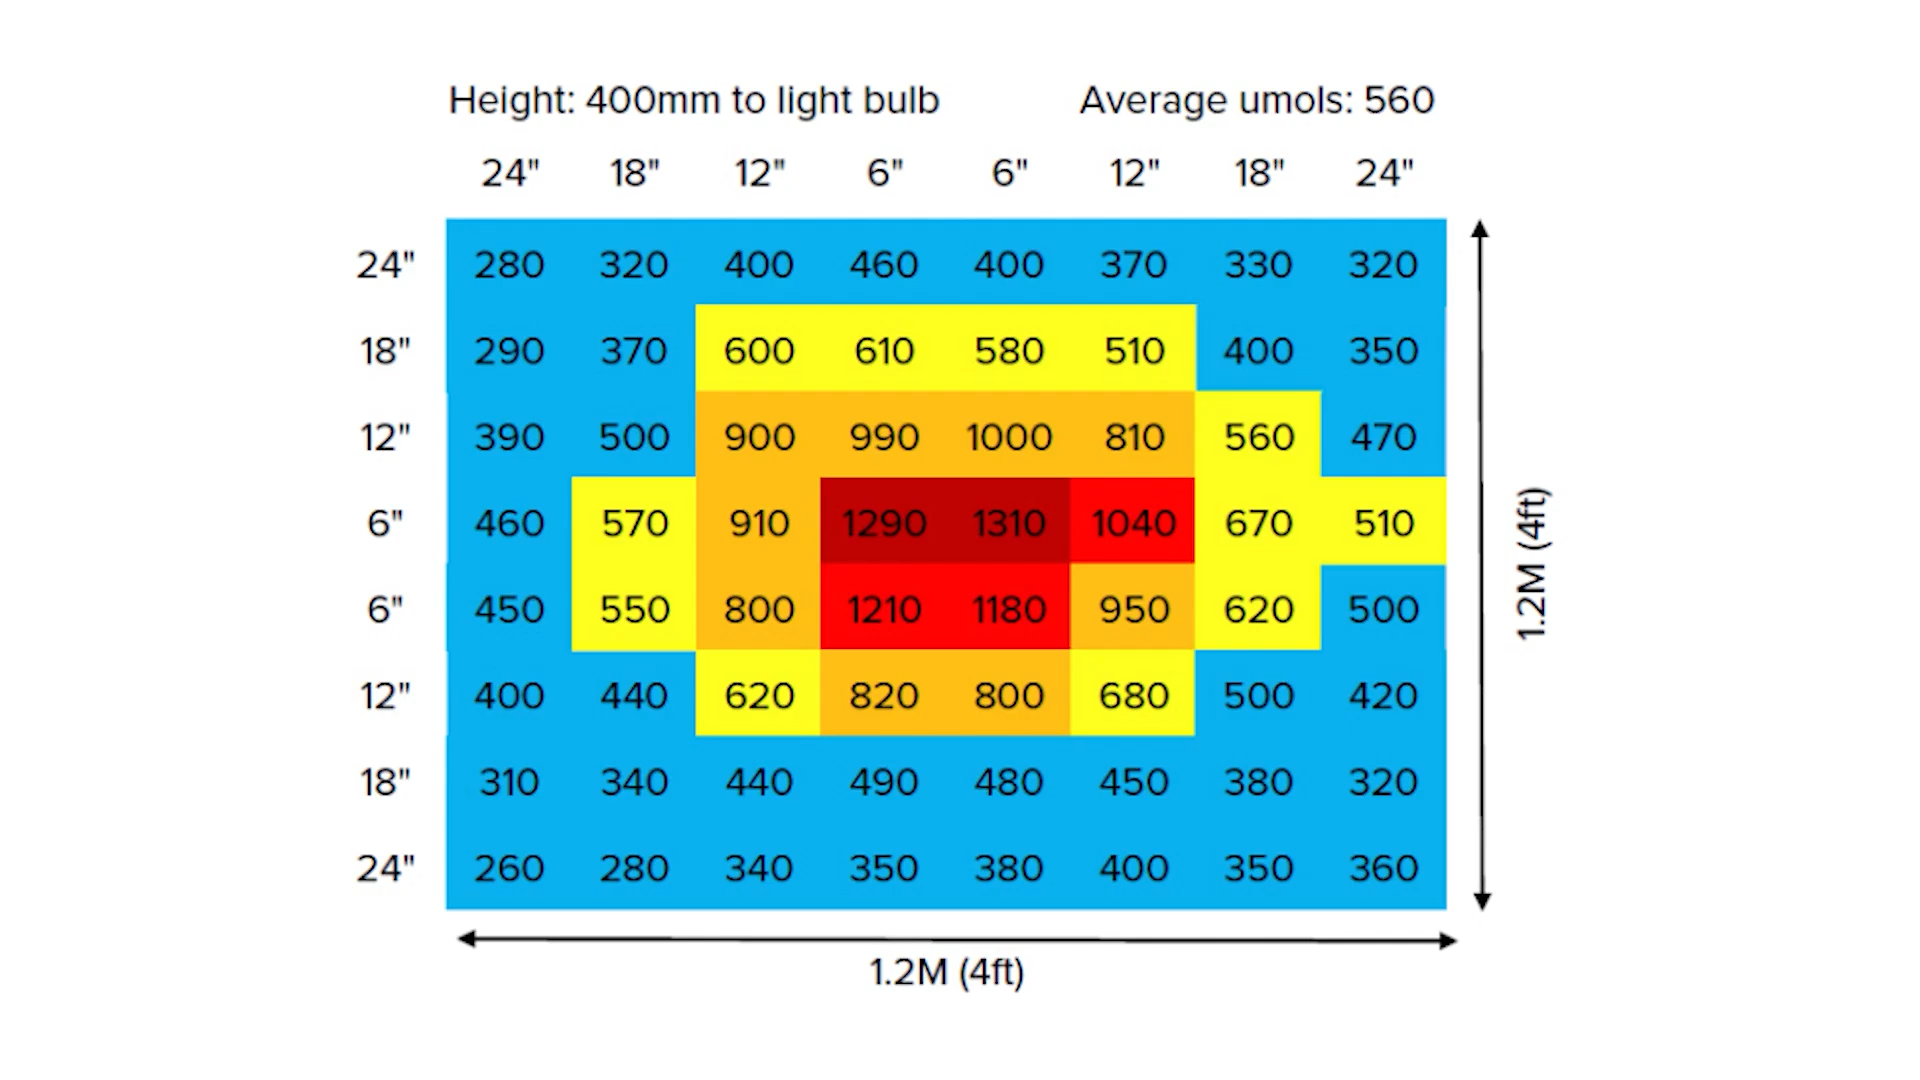 Height: 400mm to light bulb Average umols: 560
24" 18" 12" 6" 6" 12" 18" 24"
24" 280 320 400 460 400 370 330 320
18" 290 370 600 610 580 510 400 350
12" 390 500 900 990 1000 810 560 470
6" 460 570 910 1290 1310 1040 670 510
6" 450 550 800 1210 1180 950 620 500
12" 400 440 620 820 800 680 500 420
18" 310 340 440 490 480 450 380 320
24" 260 280 340 350 380 400 350 360
1.2M (4ft)
1.2M (4ft)